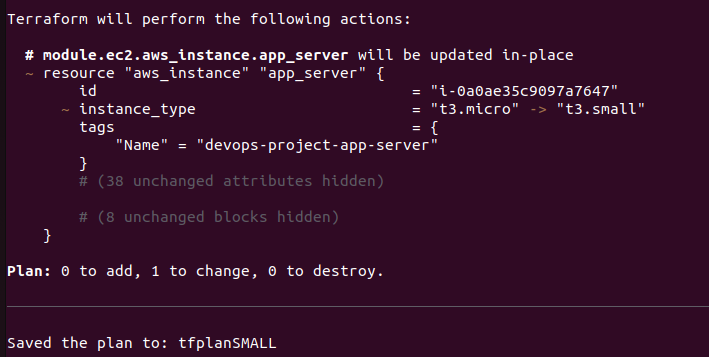 Terraform will perform the following actions:
# module.ec2.aws_instance.app_server will be updated in-place
~ resource "aws_instance" "app_server" {
id = "i-0a0ae35c9097a7647"
~ instance_type = "t3.micro" -> "t3.small"
tags = {
"Name" = "devops-project-app-server"
}
# (38 unchanged attributes hidden)
# (8 unchanged blocks hidden)
}
Plan: 0 to add, 1 to change, 0 to destroy.
Saved the plan to: tfplanSMALL